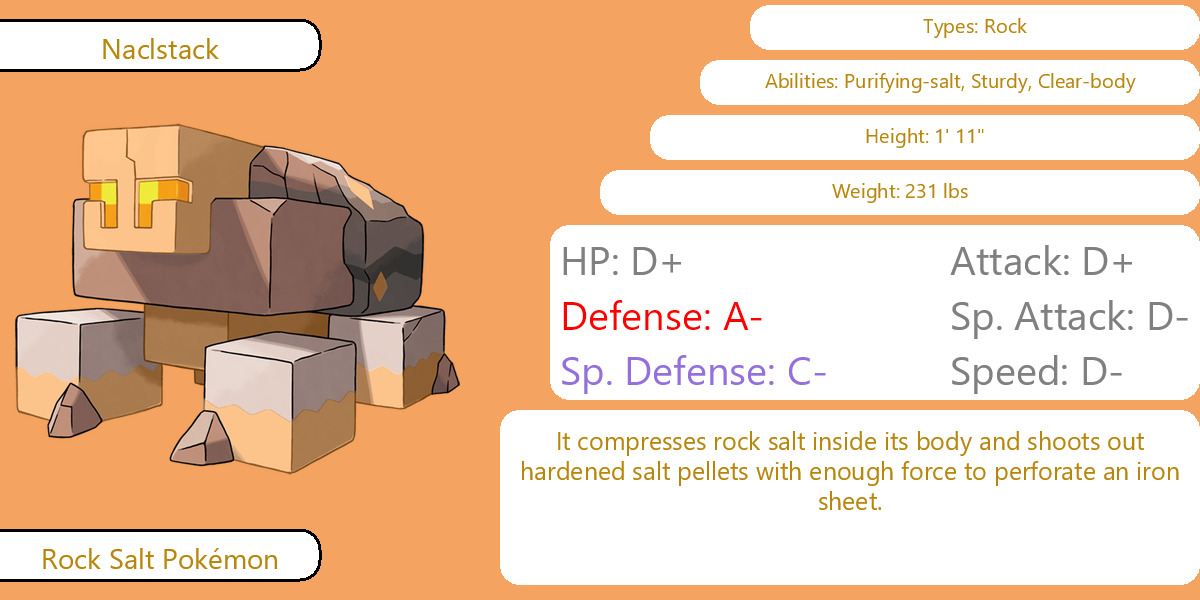 Naclstack
Types: Rock
Abilities: Purifying-salt, Sturdy, Clear-body
Height: 1' 11"
Weight: 231 lbs
HP: D+
Attack: D+
Defense: A-
Sp. Attack: D-
Sp. Defense: C-
Speed: D-
It compresses rock salt inside its body and shoots out
hardened salt pellets with enough force to perforate an iron
sheet.
Rock Salt Pokémon